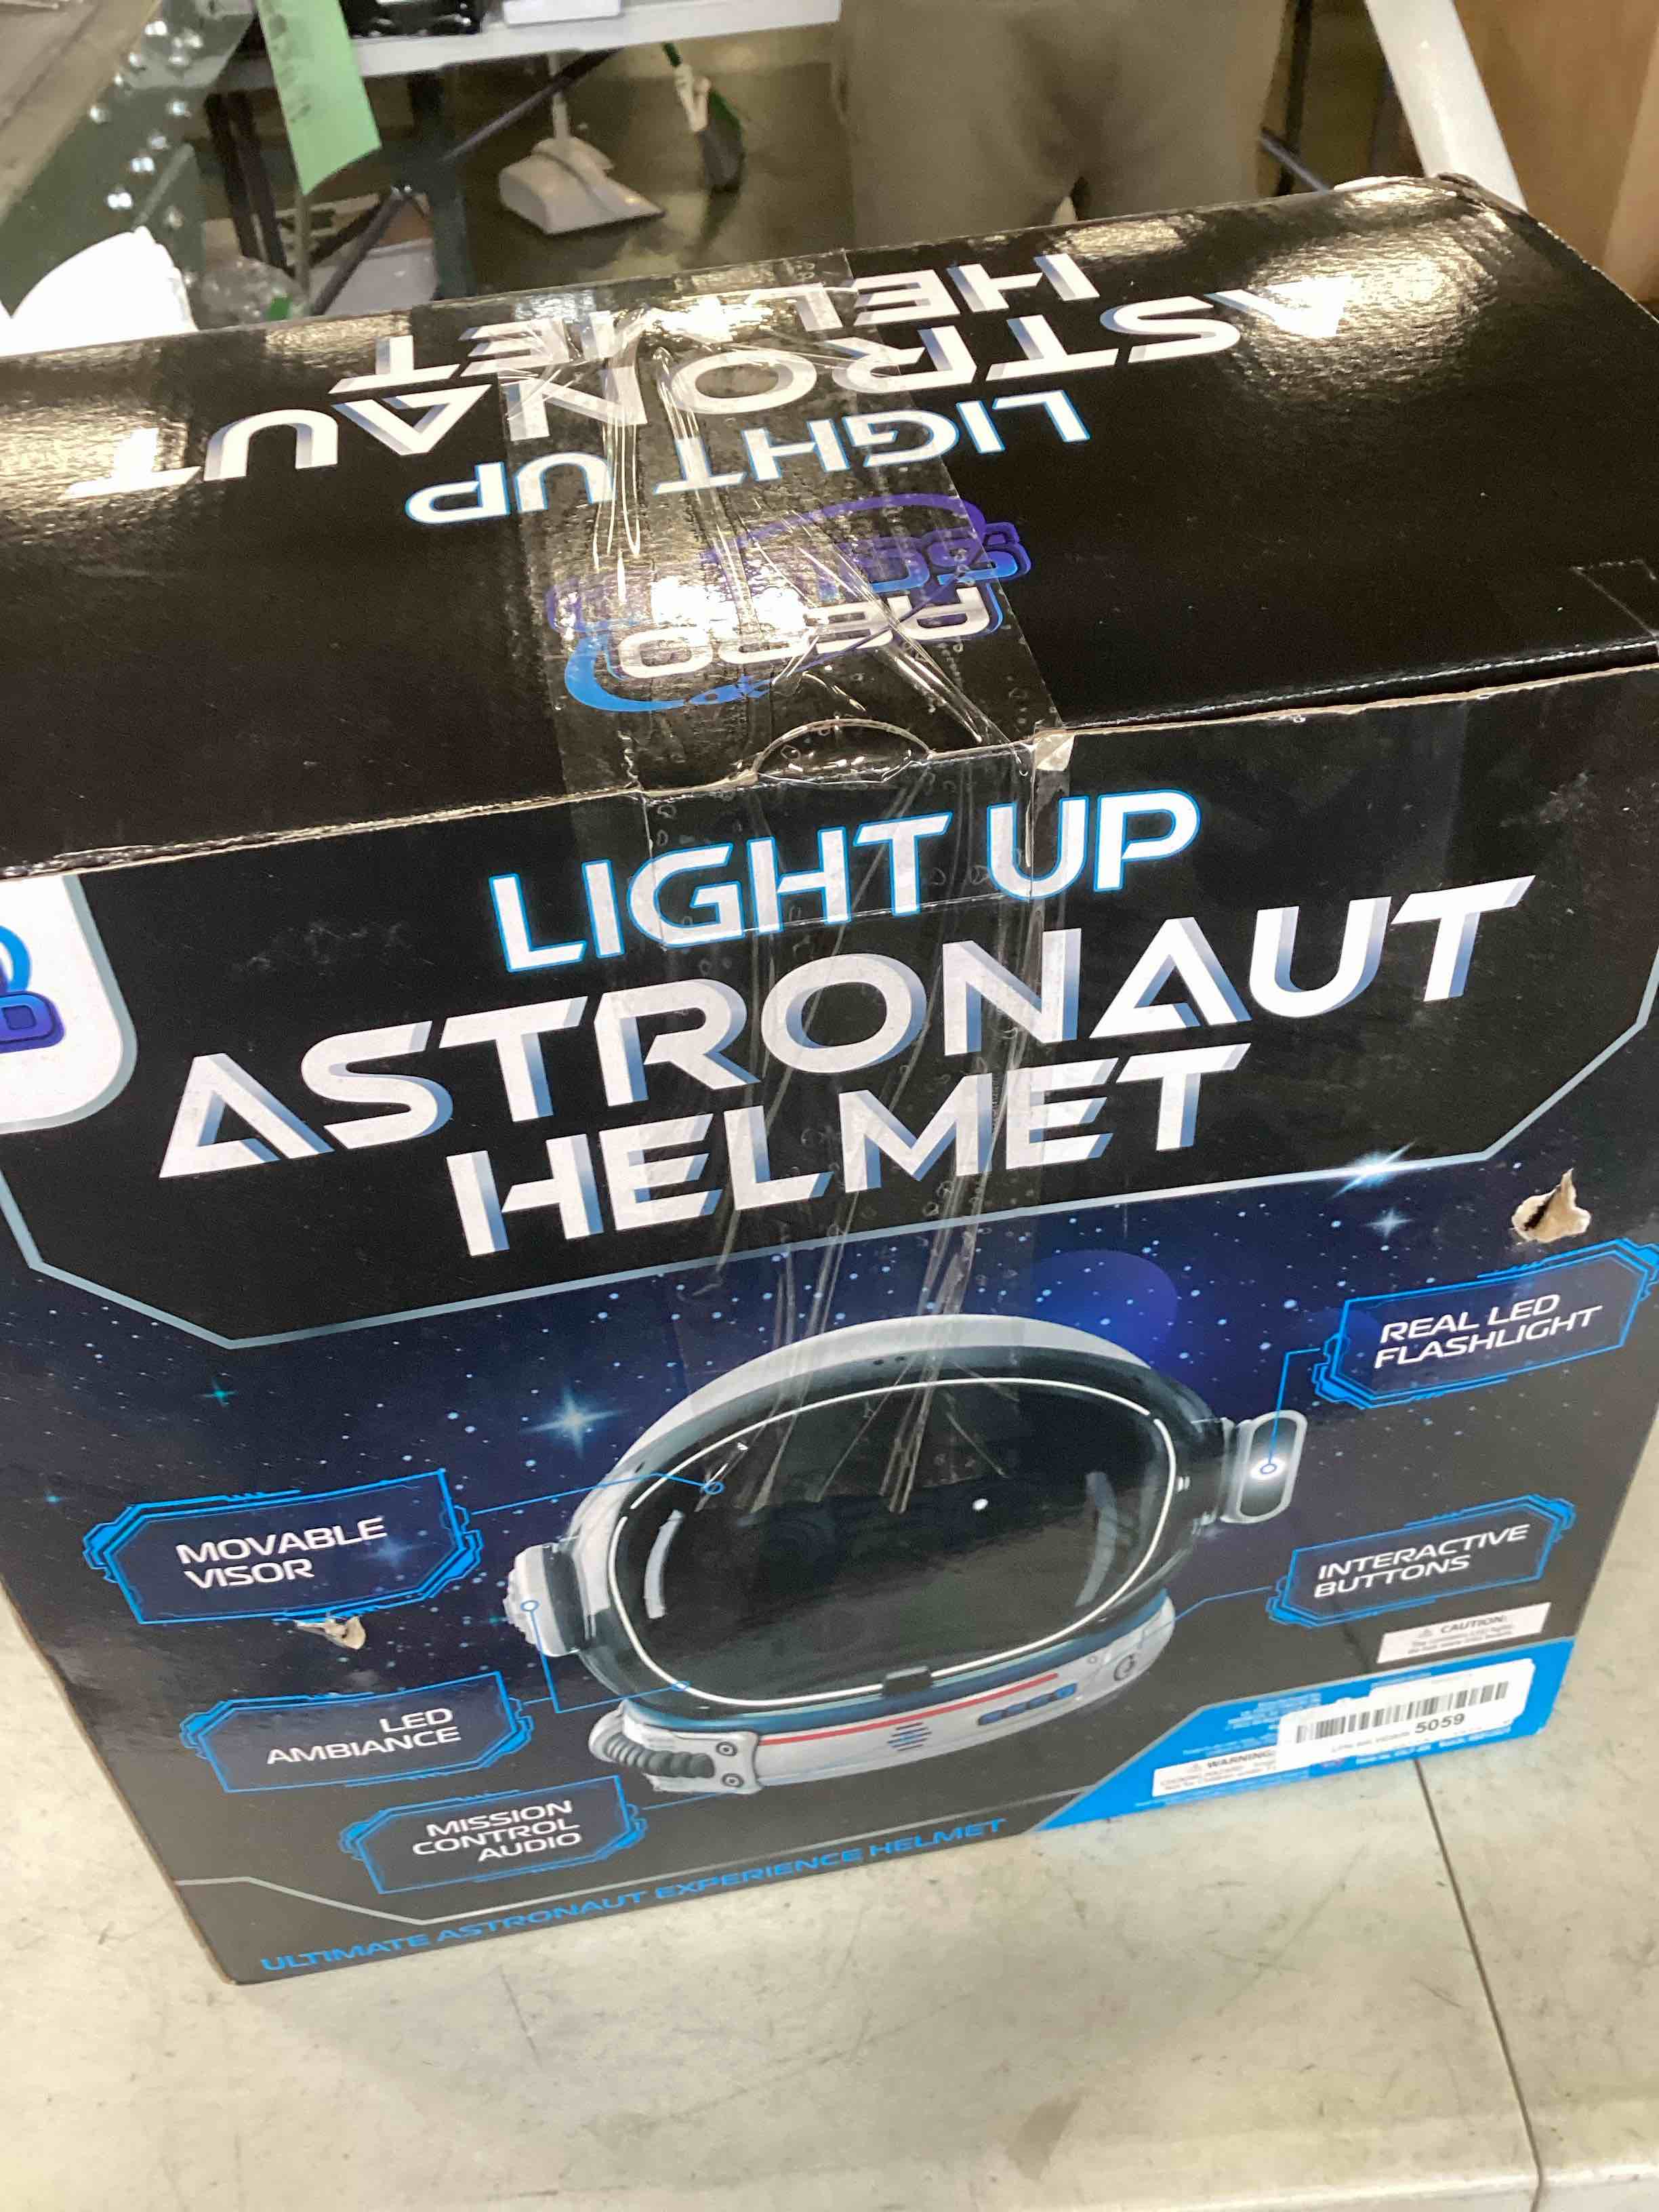 ASTRONAUT
HELMET
LIGHT UP
AERO
LIGHT UP
ASTRONAUT
HELMET
REAL LED
FLASHLIGHT
MOVABLE
VISOR
INTERACTIVE
BUTTONS
CAUTION:
LED
AMBIANCE
5059
WARNING:
MISSION
CONTROL
AUDIO
ULTIMATE ASTRONAUT EXPERIENCE HELMET